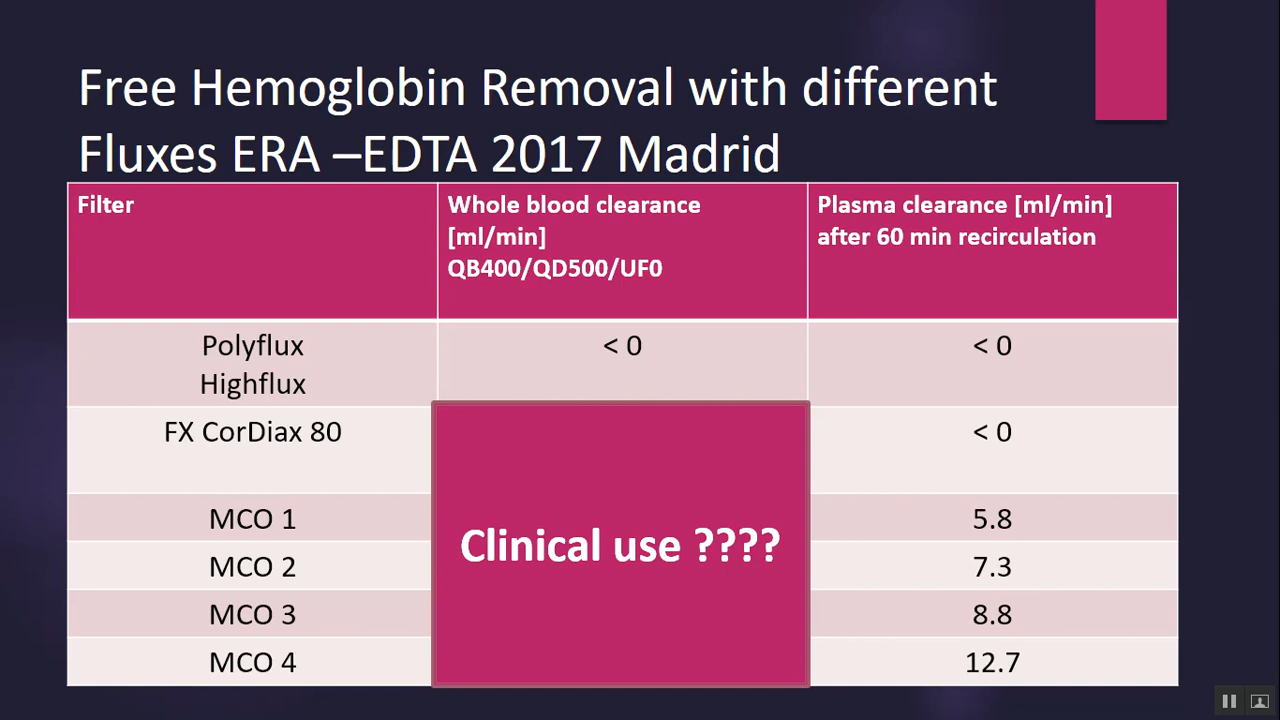 Free Hemoglobin Removal with different
Fluxes ERA –EDTA 2017 Madrid
Filter
Whole blood clearance
[ml/min]
QB400/QD500/UF0
Plasma clearance [ml/min]
after 60 min recirculation
Polyflux
Highflux
< 0
< 0
FX CorDiax 80
< 0
Clinical use ????
MCO 1
5.8
MCO 2
7.3
MCO 3
8.8
MCO 4
12.7